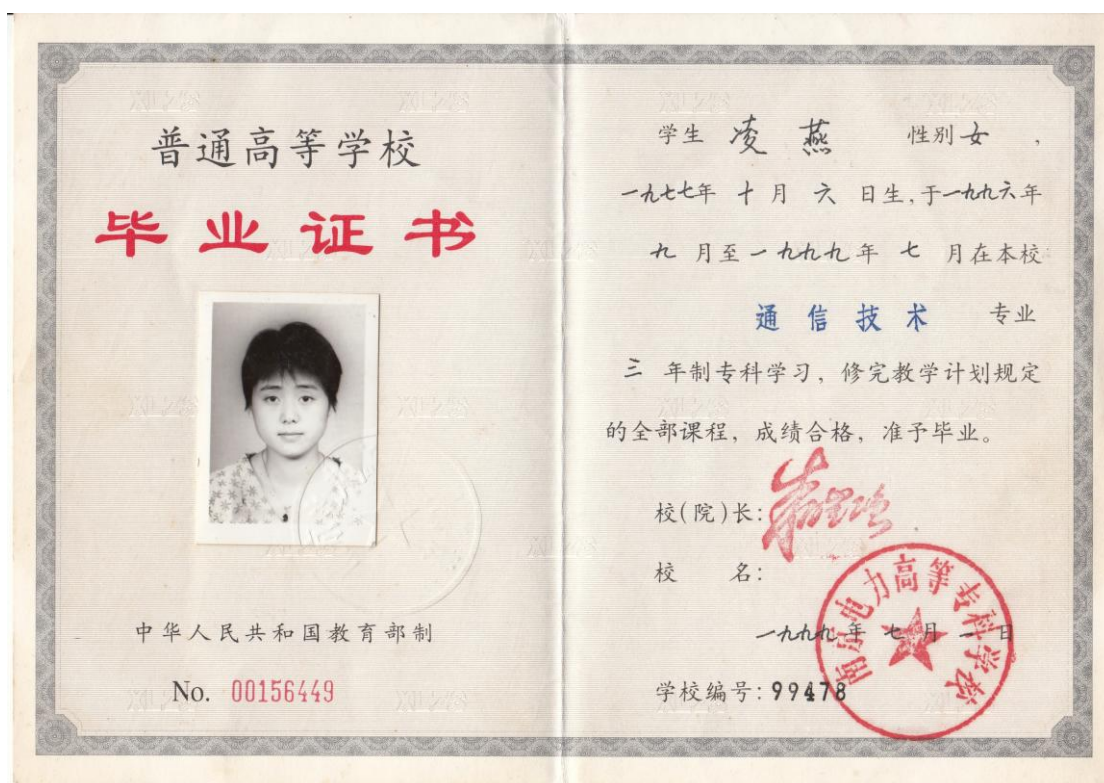 普通高等学校
毕业证书
中华人民共和国教育部制
No. 00156449
学生 凌燕 性别 女 ，
一九七七年 十 月 六 日生，于一九九六年
九 月至一九九九年 七 月在本校
通信技术 专业
三 年制专科学习，修完教学计划规定
的全部课程，成绩合格，准予毕业。
校(院)长：
校 名：
南京电力高等专科学校
一九九九年 七 月 一 日
学校编号：99478